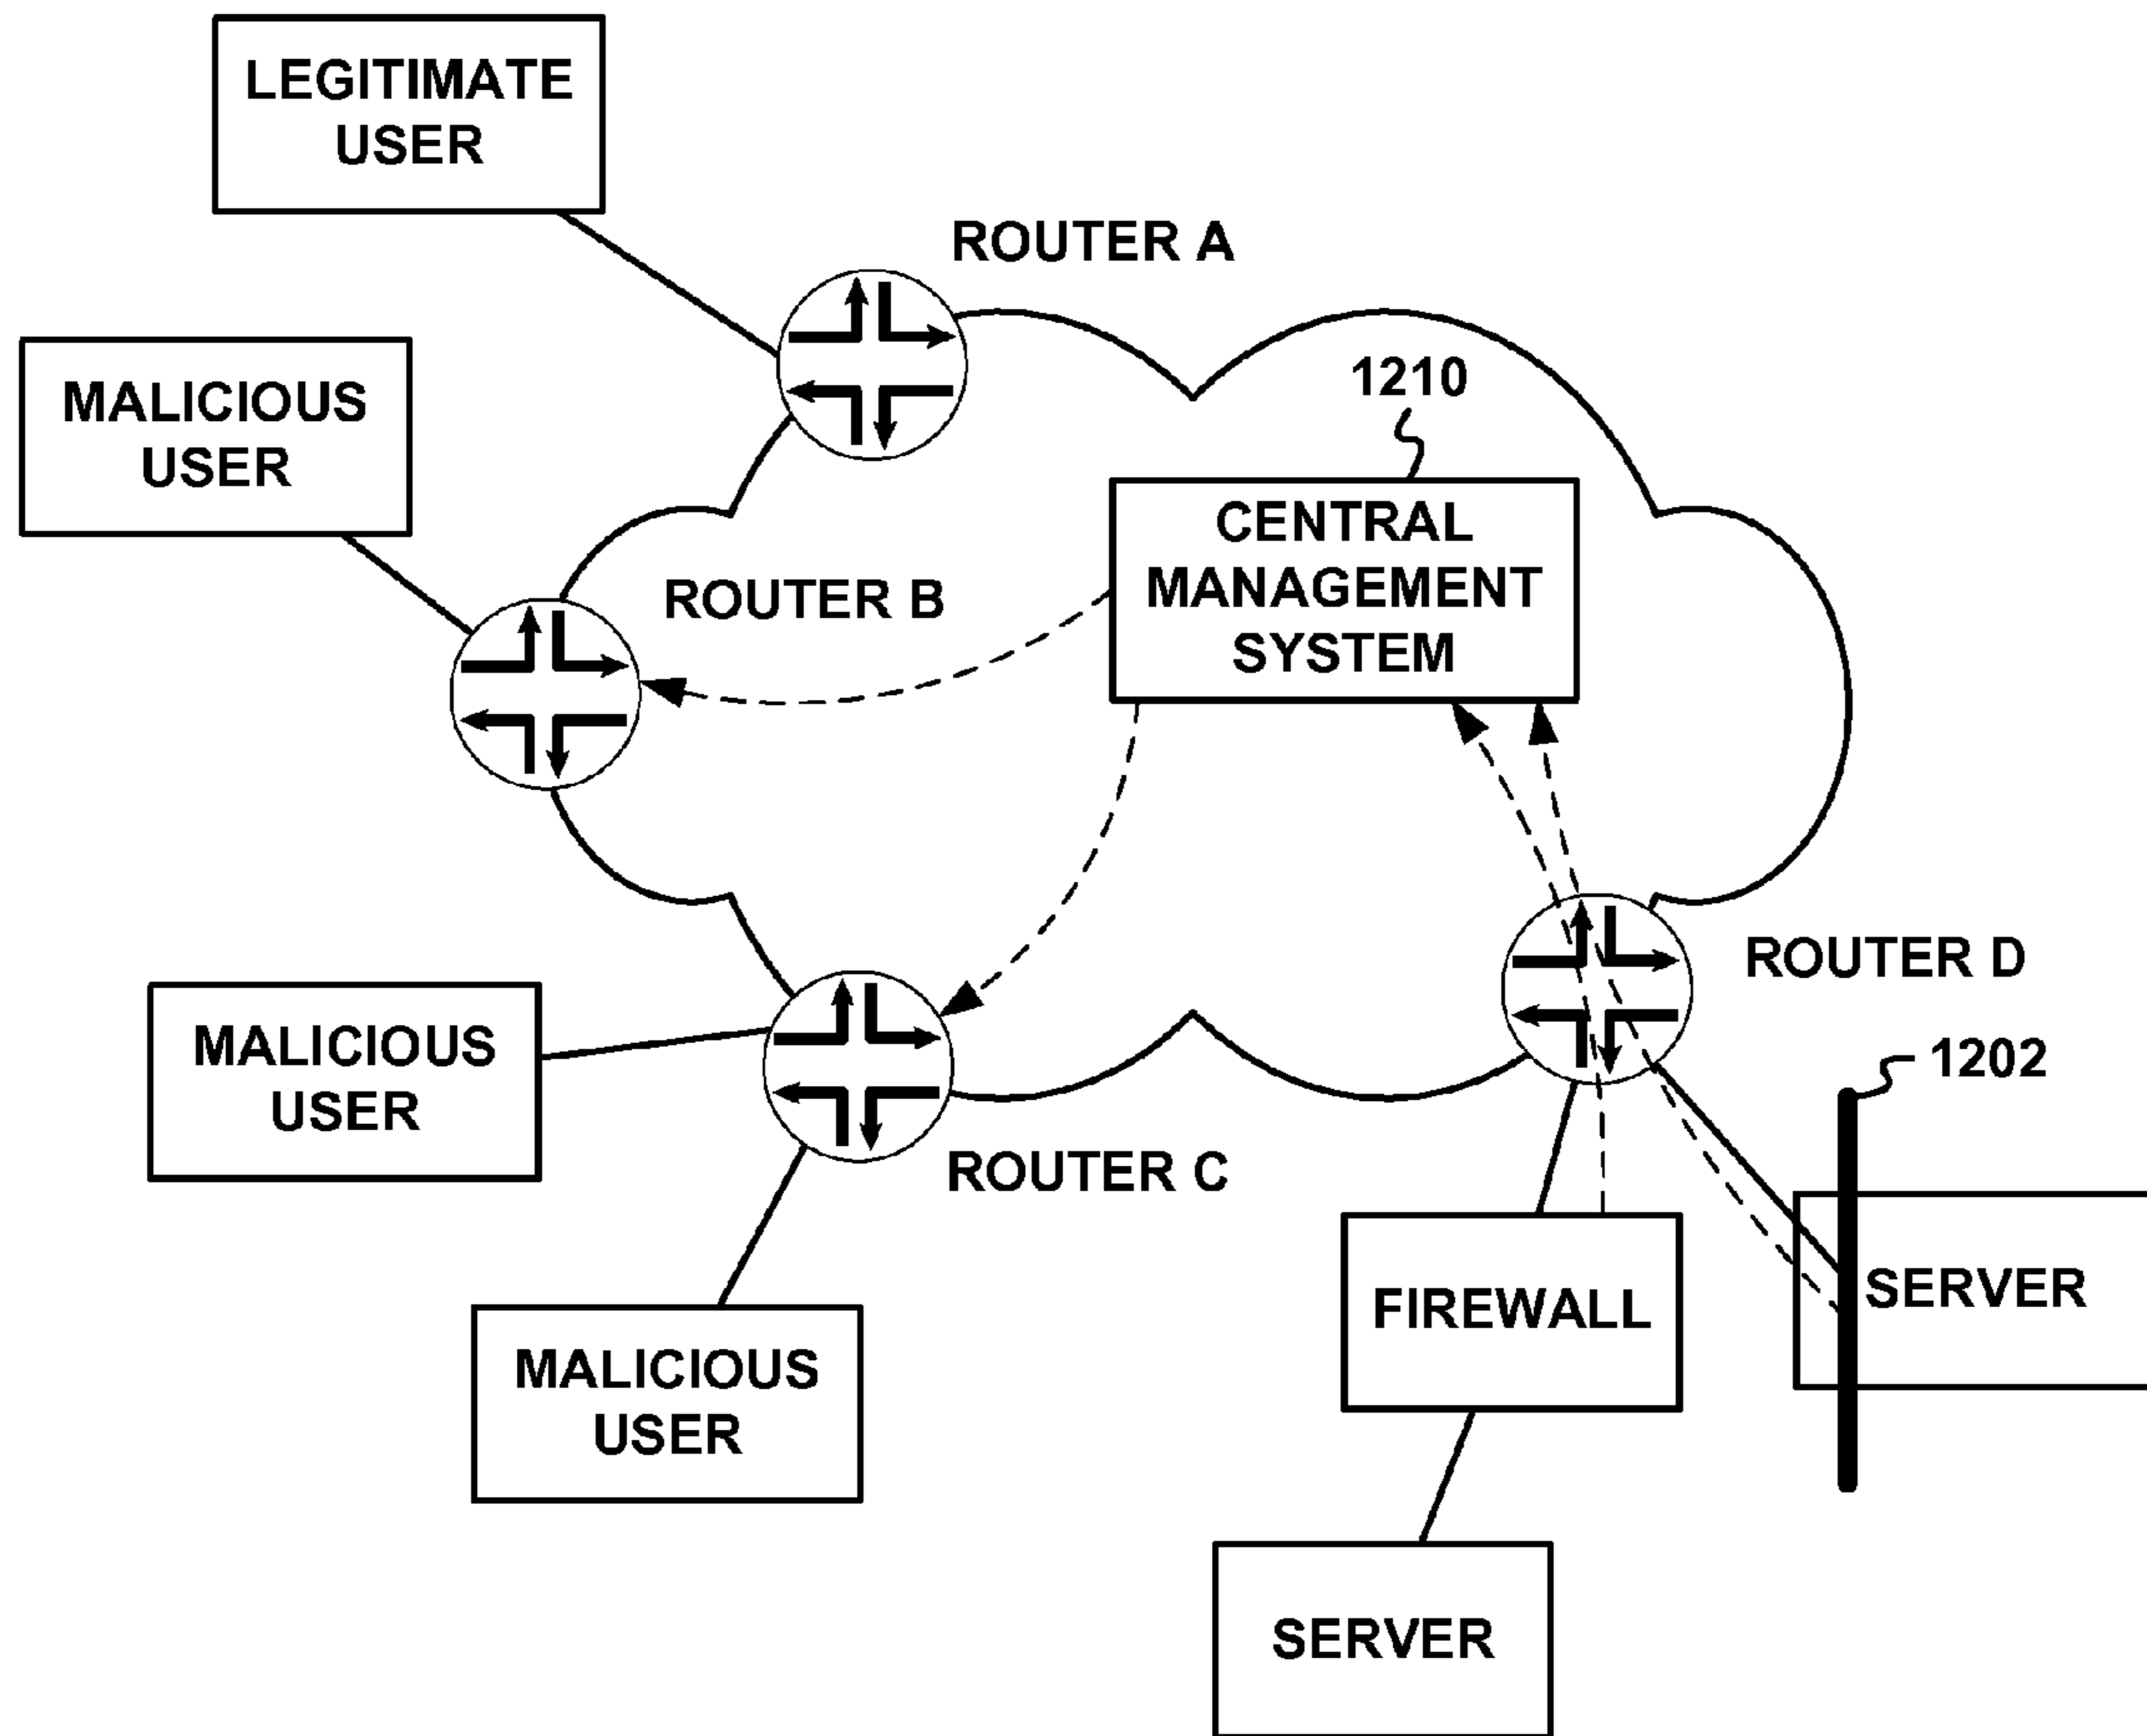 LEGITIMATE
USER
ROUTER A
MALICIOUS
USER
1210
CENTRAL
MANAGEMENT
SYSTEM
ROUTER B
ROUTER D
MALICIOUS
USER
1202
ROUTER C
FIREWALL
SERVER
MALICIOUS
USER
SERVER